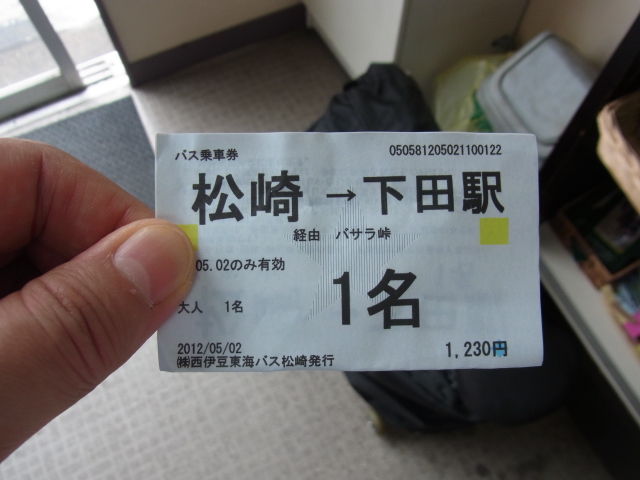 バス乗車券 050581205021100122
松崎 → 下田駅
経由 バサラ峠
05.02のみ有効
1名
大人 1名
2012/05/02 1,230円
㈱西伊豆東海バス松崎発行